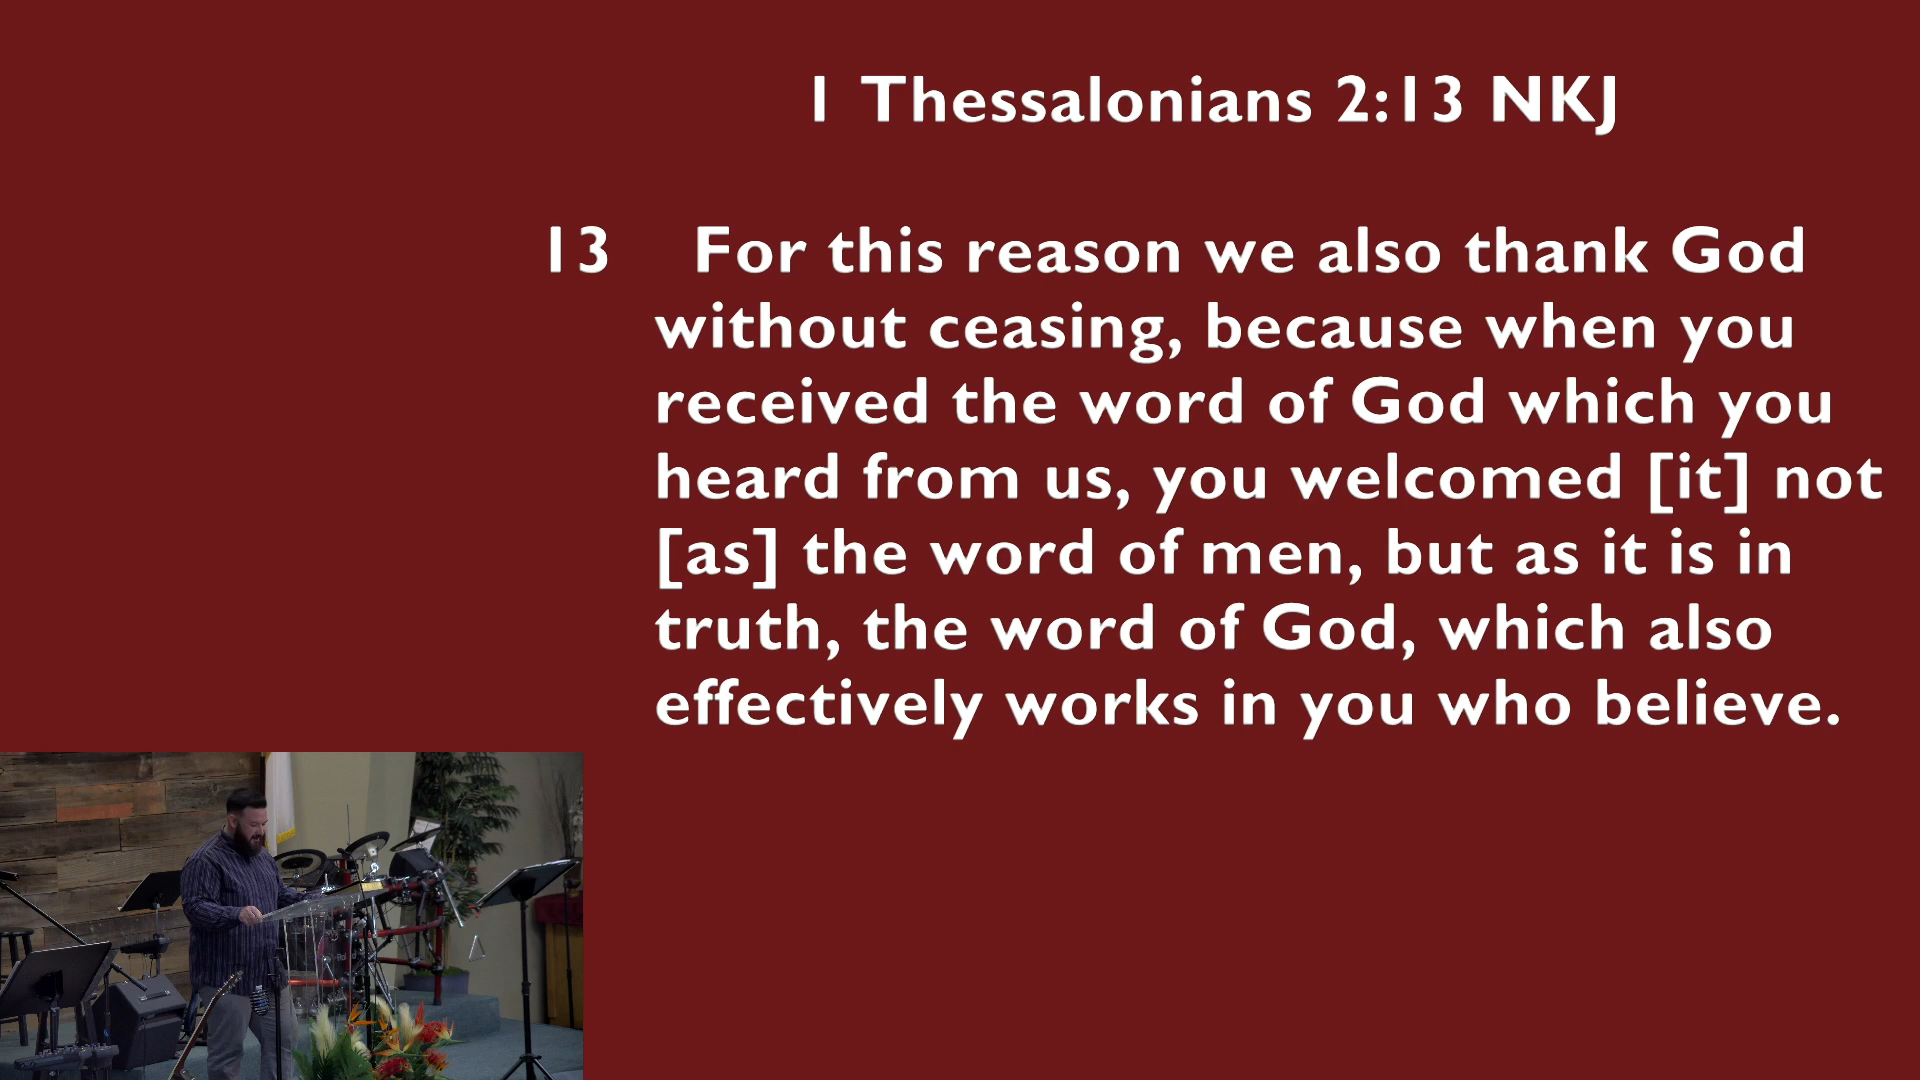 1 Thessalonians 2:13 NKJ
13 For this reason we also thank God
without ceasing, because when you
received the word of God which you
heard from us, you welcomed [it] not
[as] the word of men, but as it is in
truth, the word of God, which also
effectively works in you who believe.